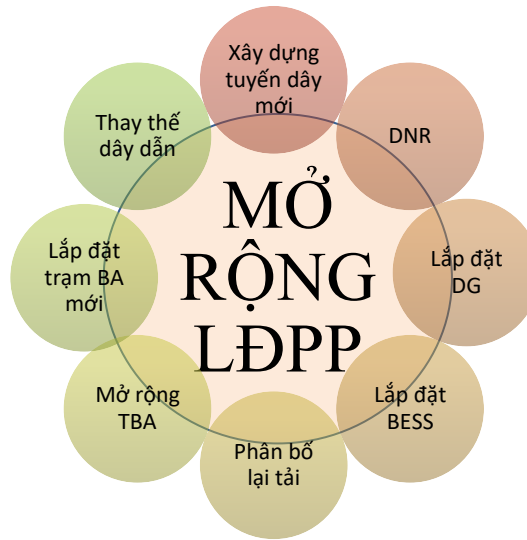 Xây dựng
tuyến dây
mới
DNR
Lắp đặt
DG
Lắp đặt
BESS
Phân bố
lại tải
Mở rộng
TBA
Lắp đặt
trạm BA
mới
Thay thế
dây dẫn
MỞ
RỘNG
LĐPP